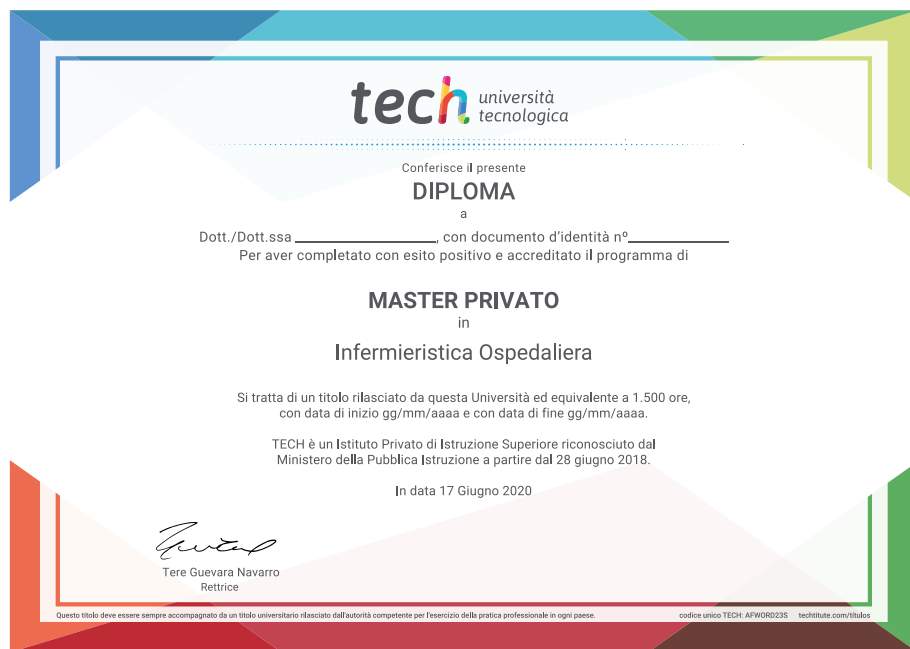 tech università
tecnologica
Conferisce il presente
DIPLOMA
a
Dott./Dott.ssa ________________, con documento d'identità nº____________
Per aver completato con esito positivo e accreditato il programma di
MASTER PRIVATO
in
Infermieristica Ospedaliera
Si tratta di un titolo rilasciato da questa Università ed equivalente a 1.500 ore,
con data di inizio gg/mm/aaaa e con data di fine gg/mm/aaaa.
TECH è un Istituto Privato di Istruzione Superiore riconosciuto dal
Ministero della Pubblica Istruzione a partire dal 28 giugno 2018.
In data 17 Giugno 2020
Tere Guevara Navarro
Rettrice
Questo titolo deve essere sempre accompagnato da un titolo universitario rilasciato dall'autorità competente per l'esercizio della pratica professionale in ogni paese. codice unico TECH: AFWORD23S techtitute.com/titulos